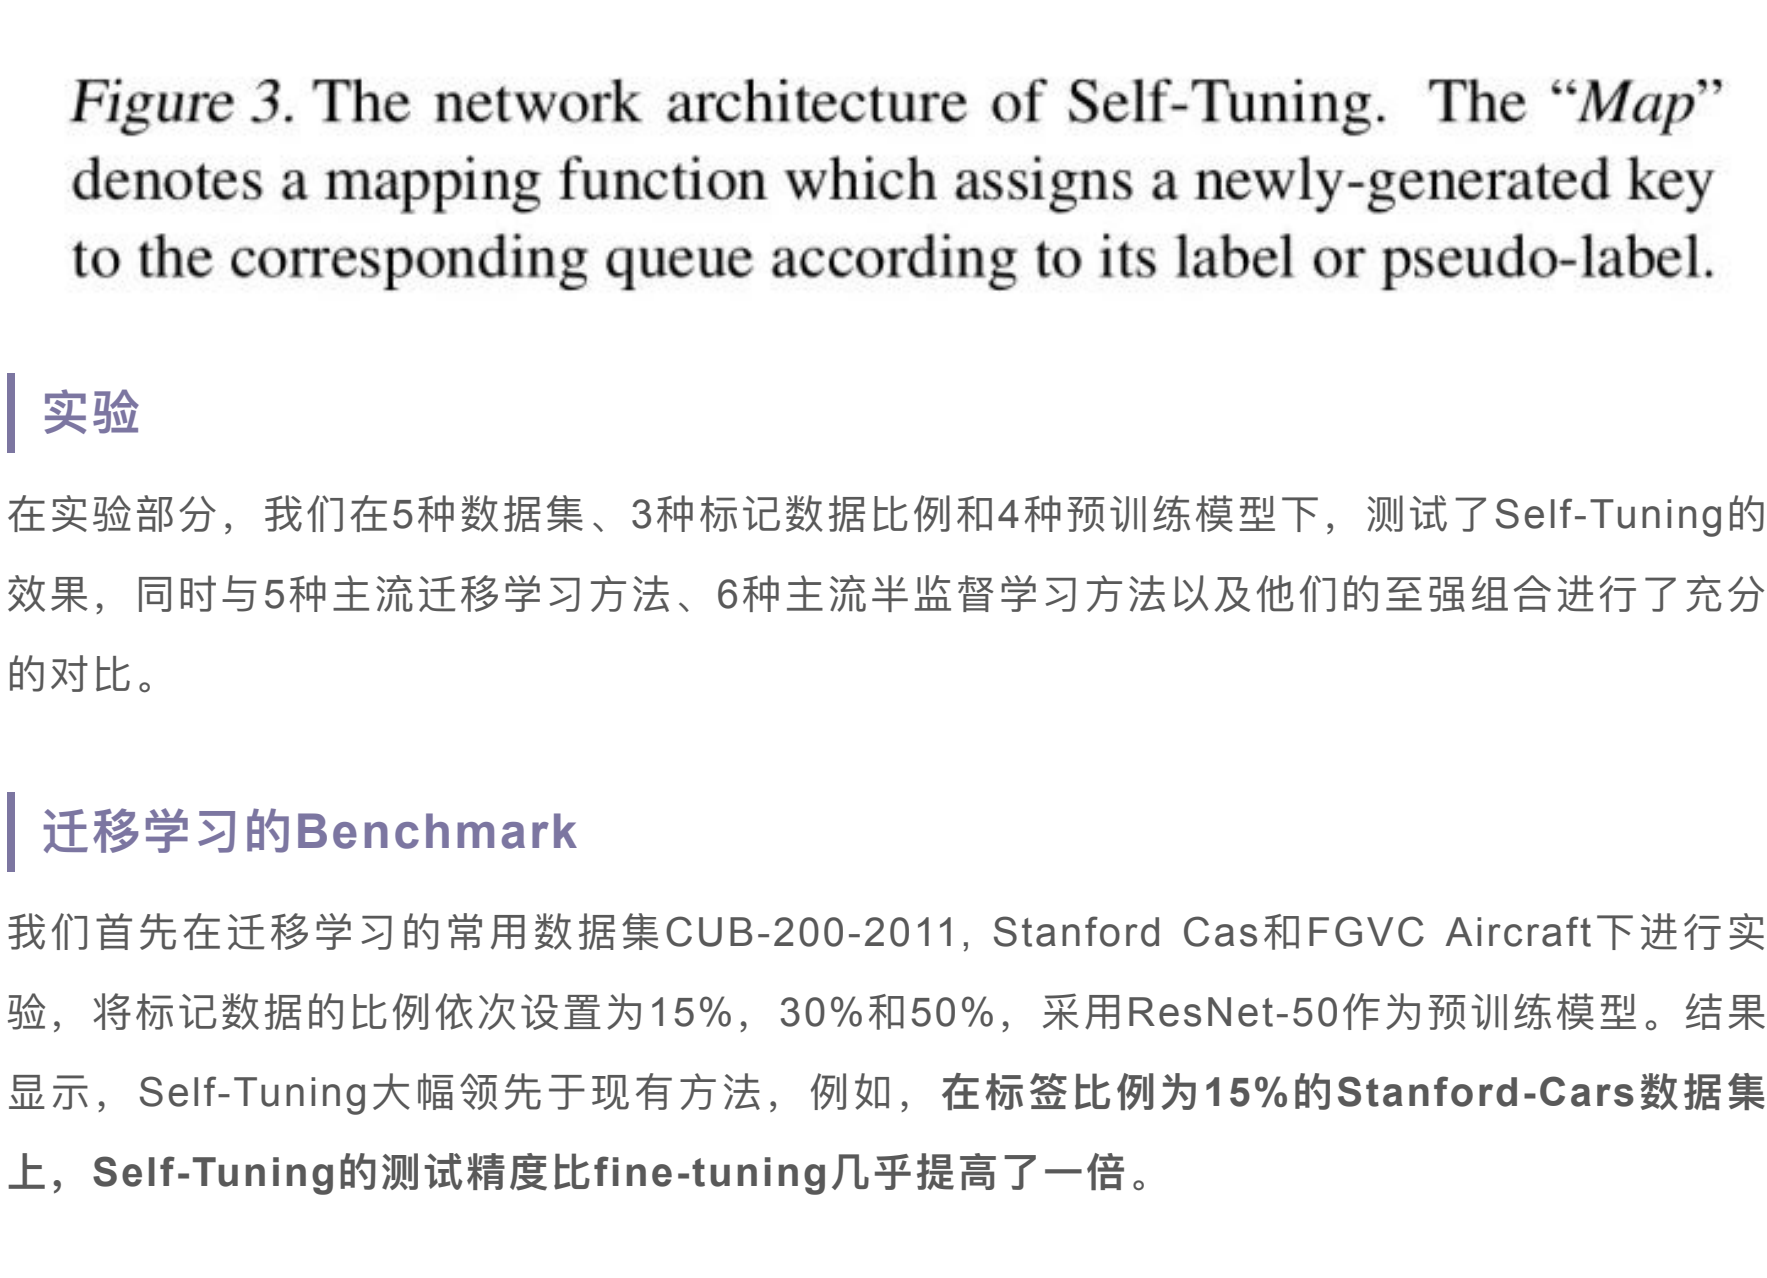 Figure 3. The network architecture of Self-Tuning. The “Map”
denotes a mapping function which assigns a newly-generated key
to the corresponding queue according to its label or pseudo-label.
实验
在实验部分，我们在5种数据集、3种标记数据比例和4种预训练模型下，测试了Self-Tuning的
效果，同时与5种主流迁移学习方法、6种主流半监督学习方法以及他们的至强组合进行了充分
的对比。
迁移学习的Benchmark
我们首先在迁移学习的常用数据集CUB-200-2011, Stanford Cas和FGVC Aircraft下进行实
验，将标记数据的比例依次设置为15%，30%和50%，采用ResNet-50作为预训练模型。结果
显示，Self-Tuning大幅领先于现有方法，例如，在标签比例为15%的Stanford-Cars数据集
上，Self-Tuning的测试精度比fine-tuning几乎提高了一倍。